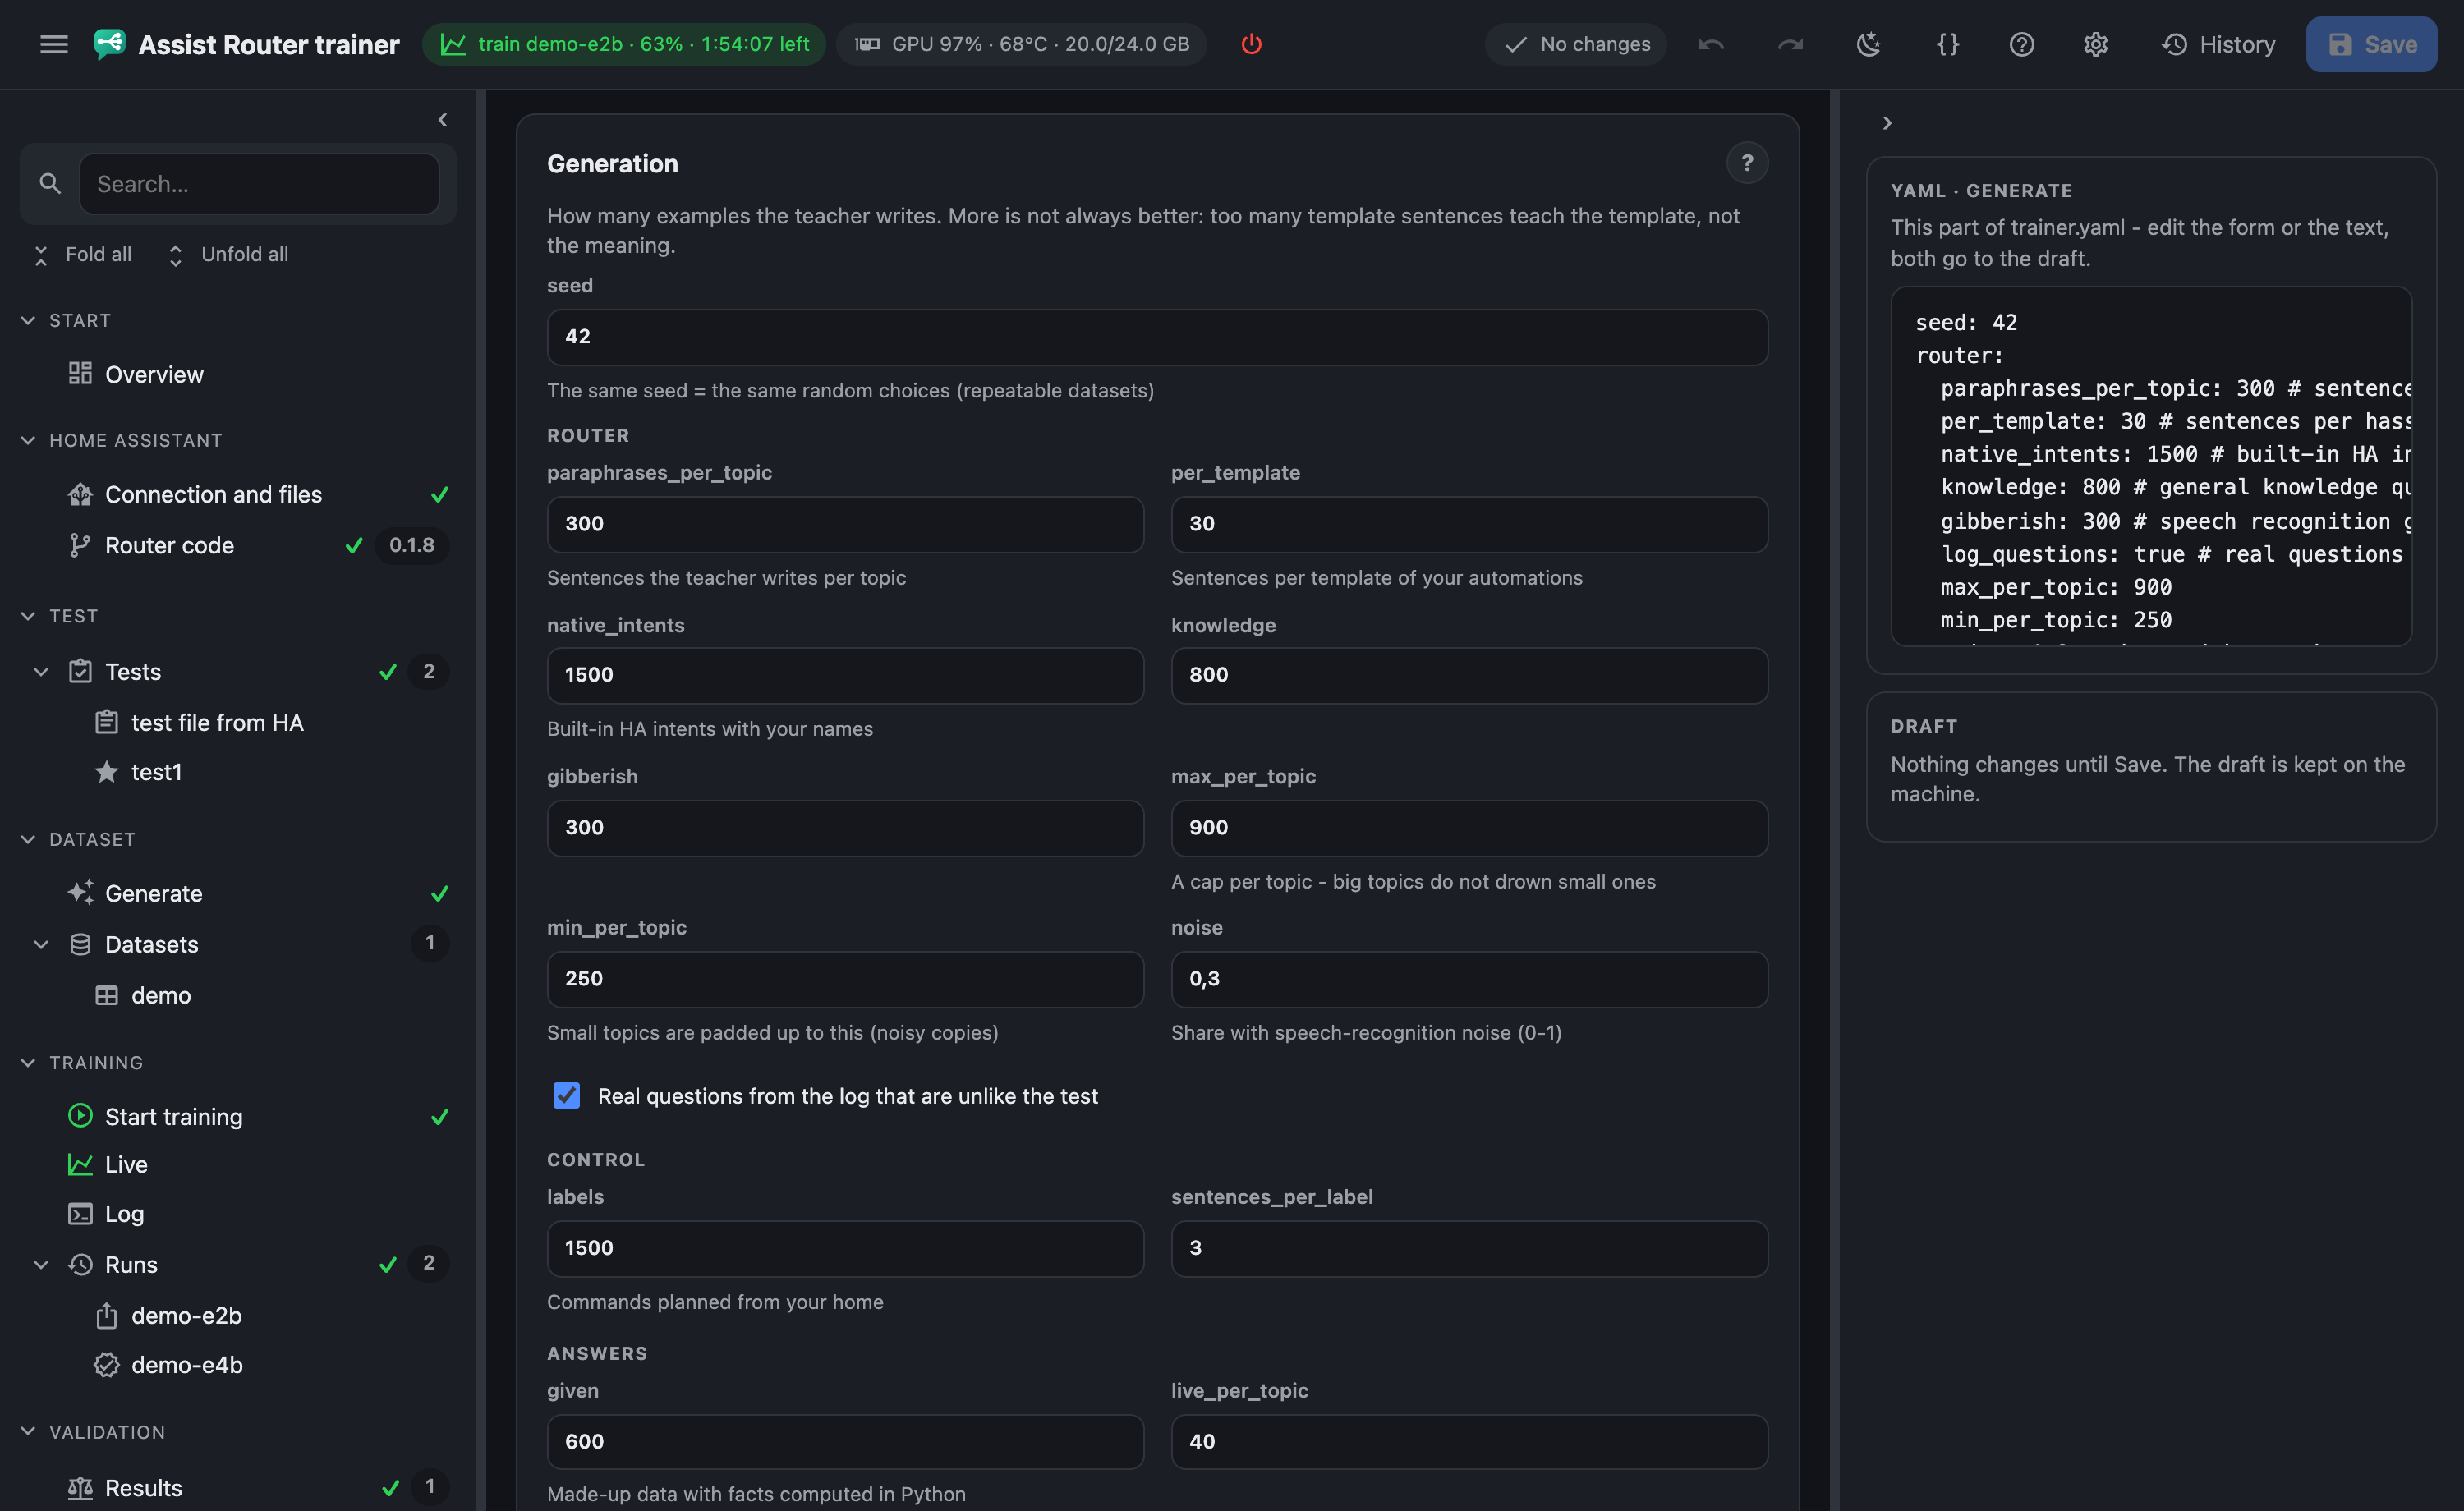 Assist Router trainer
train demo-e2b · 63% · 1:54:07 left
GPU 97% · 68°C · 20.0/24.0 GB
No changes
History
Save
Search...
Fold all
Unfold all
START
Overview
HOME ASSISTANT
Connection and files
Router code
0.1.8
TEST
Tests
2
test file from HA
test1
DATASET
Generate
Datasets
1
demo
TRAINING
Start training
Live
Log
Runs
2
demo-e2b
demo-e4b
VALIDATION
Results
1
Generation
?
How many examples the teacher writes. More is not always better: too many template sentences teach the template, not
the meaning.
seed
42
The same seed = the same random choices (repeatable datasets)
ROUTER
paraphrases_per_topic
per_template
300
30
Sentences the teacher writes per topic
Sentences per template of your automations
native_intents
knowledge
1500
800
Built-in HA intents with your names
gibberish
max_per_topic
300
900
A cap per topic - big topics do not drown small ones
min_per_topic
noise
250
0,3
Small topics are padded up to this (noisy copies)
Share with speech-recognition noise (0-1)
Real questions from the log that are unlike the test
CONTROL
labels
sentences_per_label
1500
3
Commands planned from your home
ANSWERS
given
live_per_topic
600
40
Made-up data with facts computed in Python
YAML · GENERATE
This part of trainer.yaml - edit the form or the text,
both go to the draft.
seed: 42
router:
paraphrases_per_topic: 300 # sentence
per_template: 30 # sentences per hass
native_intents: 1500 # built-in HA in
knowledge: 800 # general knowledge qu
gibberish: 300 # speech recognition g
log_questions: true # real questions
max_per_topic: 900
min_per_topic: 250
DRAFT
Nothing changes until Save. The draft is kept on the
machine.